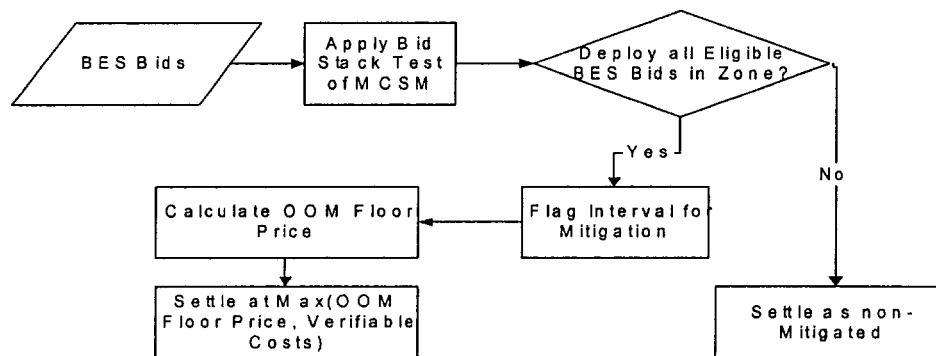 BES Bids
Apply Bid
Stack Test
of MCSM
Deploy all Eligible
BES Bids in Zone?
Yes
No
Calculate OOM Floor
Price
Flag Interval for
Mitigation
Settle at Max(OOM
Floor Price, Verifiable
Costs)
Settle as non-
Mitigated